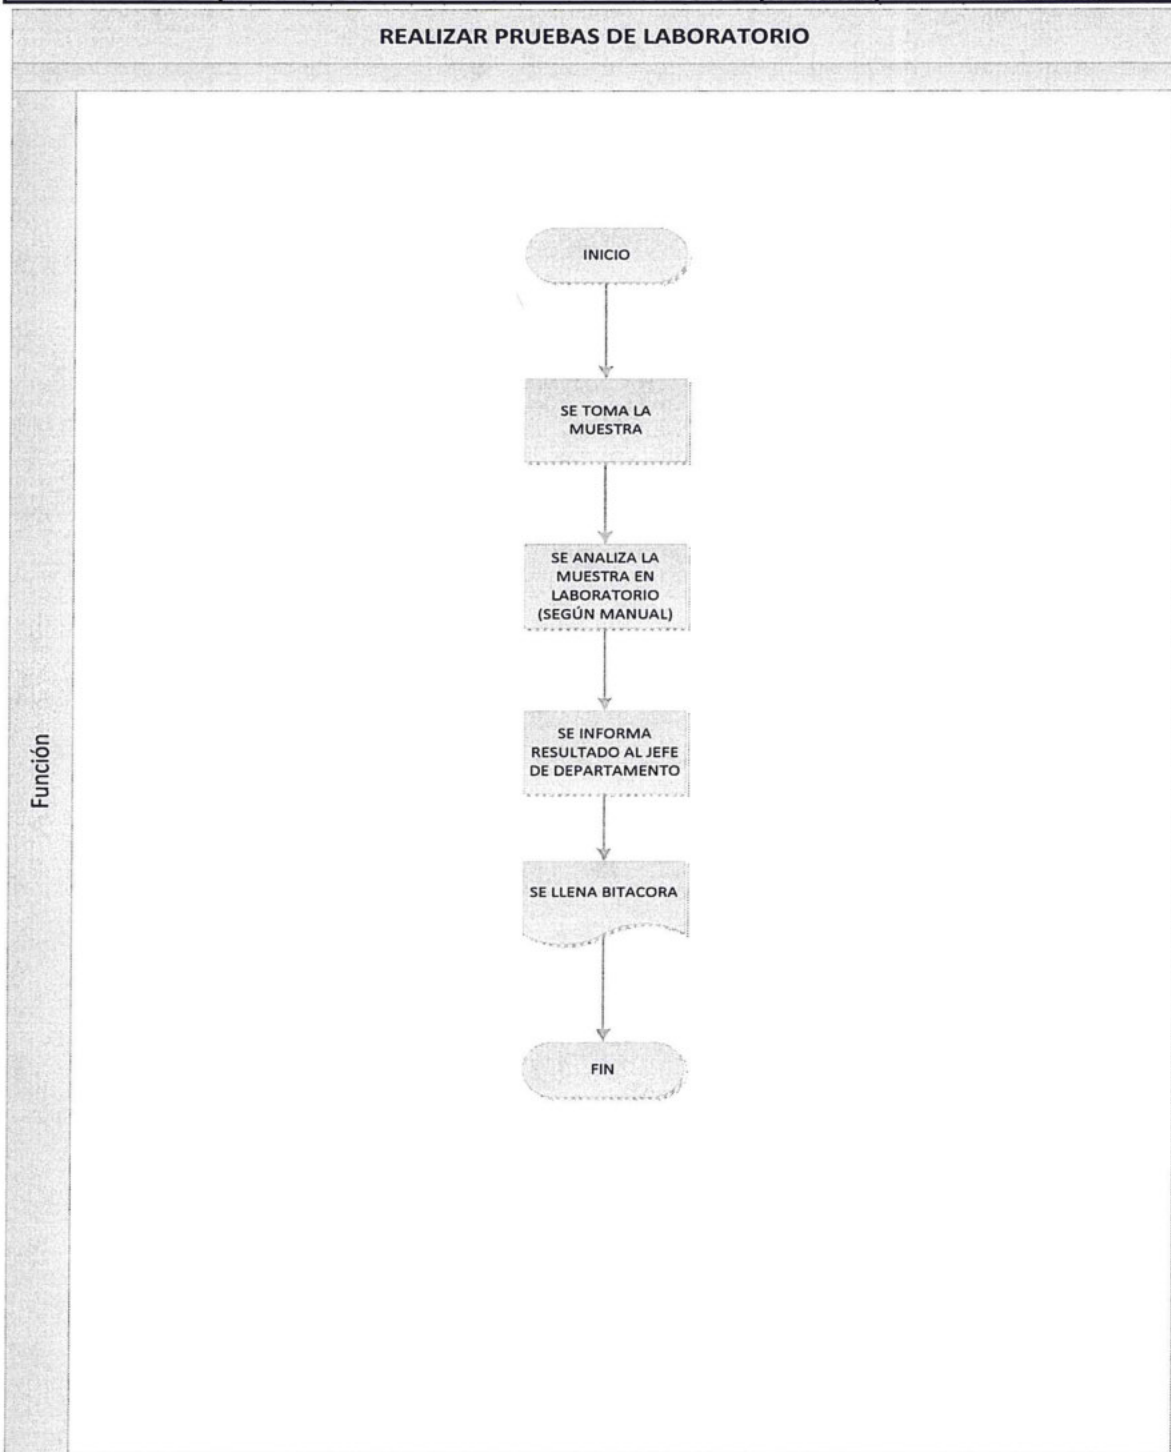 REALIZAR PRUEBAS DE LABORATORIO
Función
INICIO
SE TOMA LA
MUESTRA
SE ANALIZA LA
MUESTRA EN
LABORATORIO
(SEGÚN MANUAL)
SE INFORMA
RESULTADO AL JEFE
DE DEPARTAMENTO
SE LLENA BITACORA
FIN